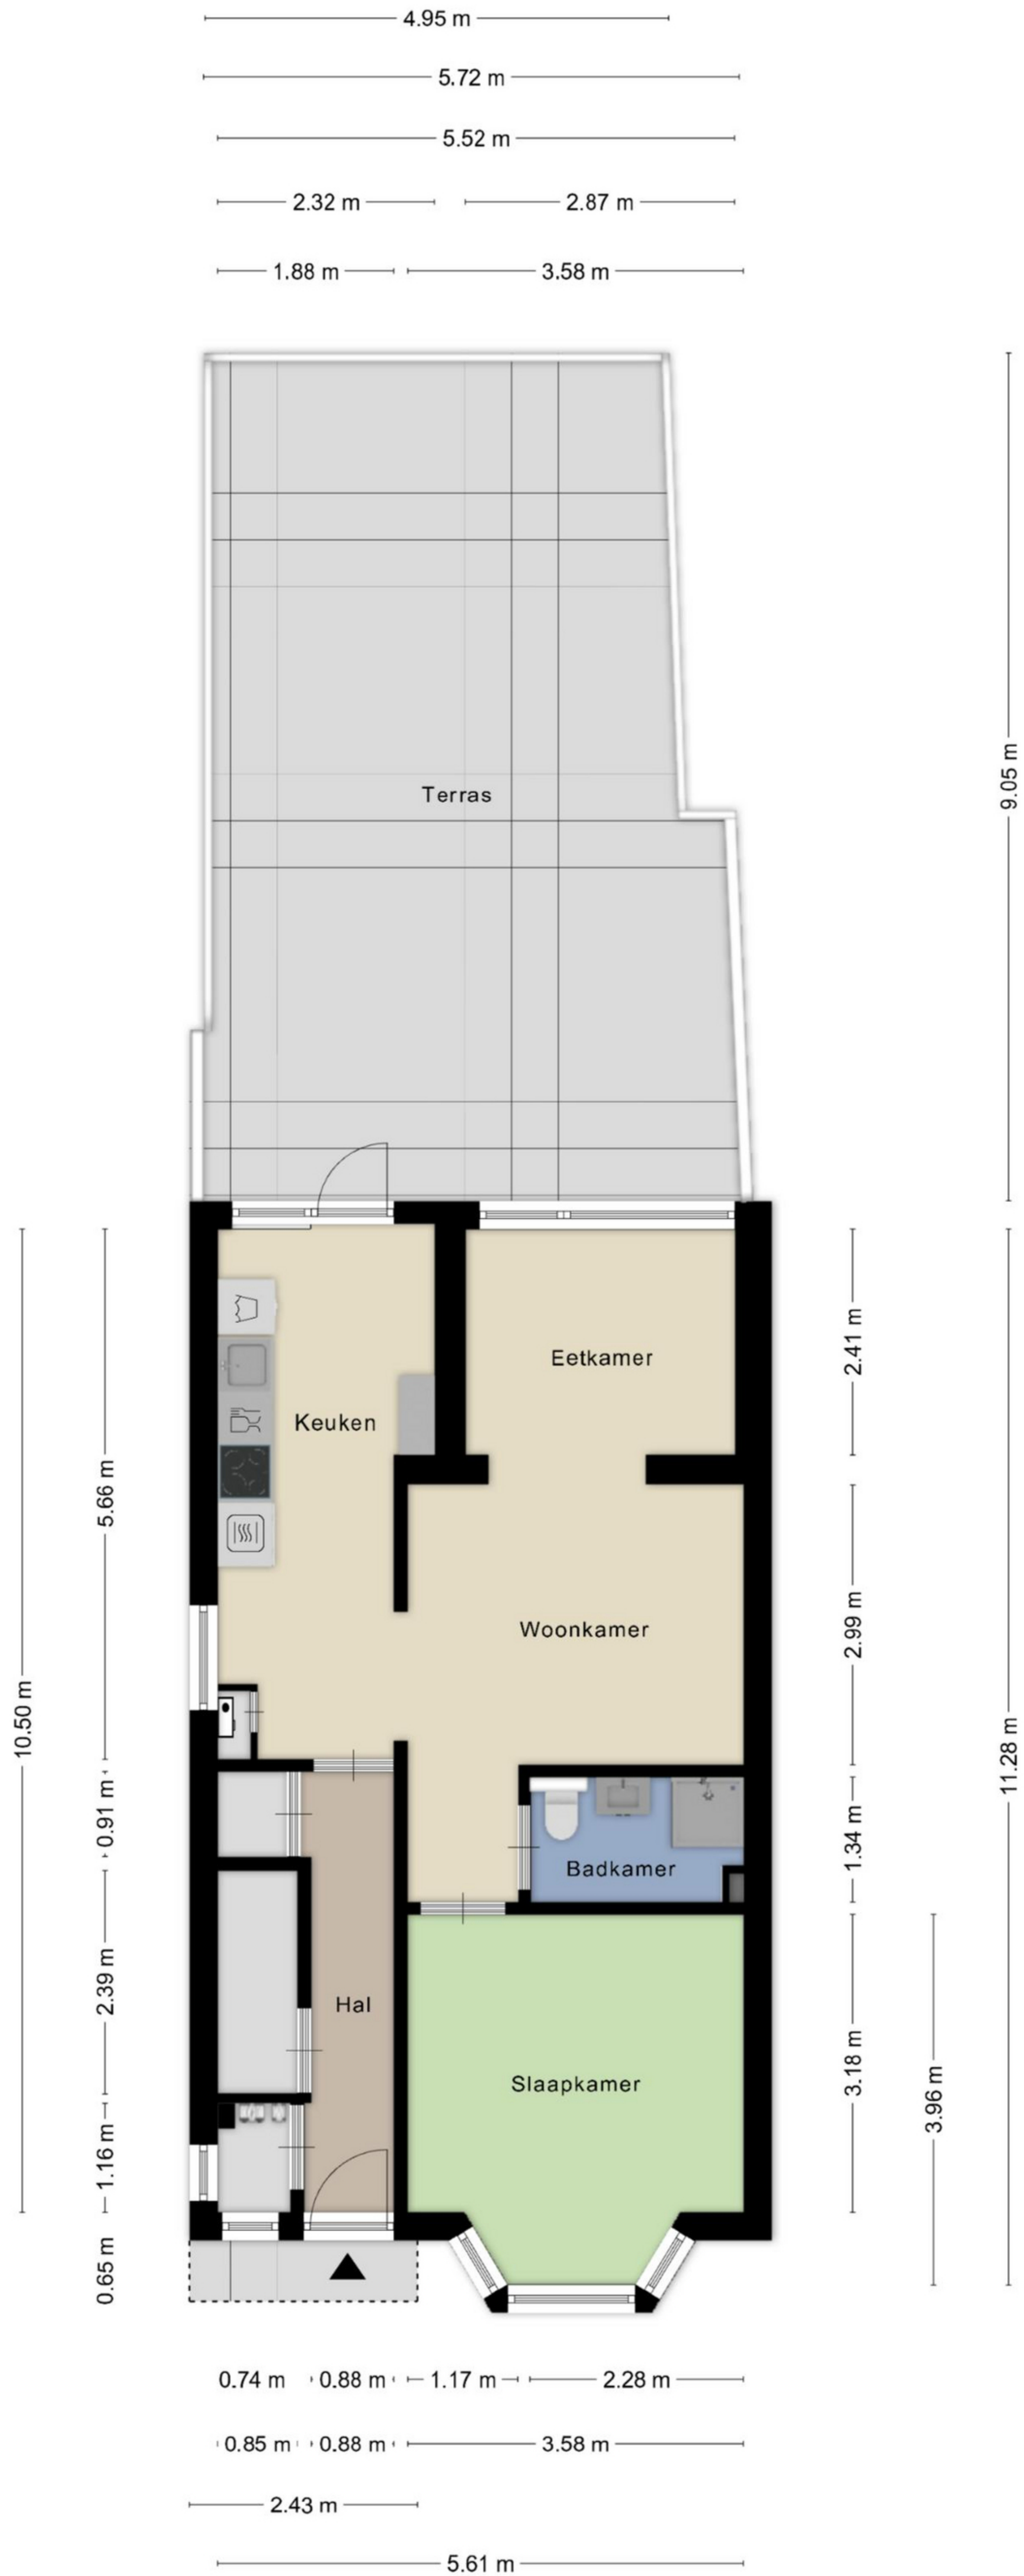 4.95 m
5.72 m
5.52 m
2.32 m
2.87 m
1.88 m
3.58 m
Terras
9.05 m
Eetkamer
2.41 m
Keuken
5.66 m
Woonkamer
2.99 m
10.50 m
11.28 m
0.91 m
1.34 m
Badkamer
2.39 m
Hal
3.18 m
Slaapkamer
3.96 m
1.16 m
0.65 m
0.74 m
0.88 m
1.17 m
2.28 m
0.85 m
0.88 m
3.58 m
2.43 m
5.61 m